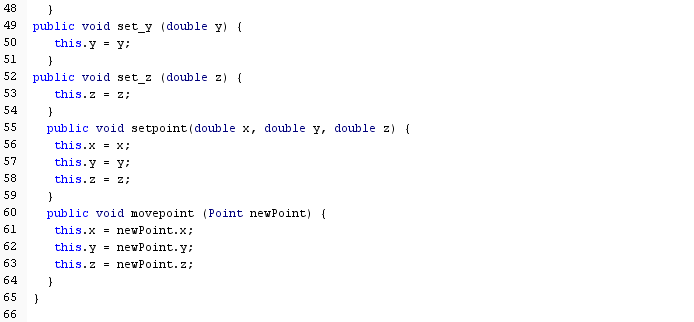 48    }
49  public void set_y (double y) {
50     this.y = y;
51    }
52  public void set_z (double z) {
53     this.z = z;
54    }
55    public void setpoint(double x, double y, double z) {
56     this.x = x;
57     this.y = y;
58     this.z = z;
59    }
60    public void movepoint (Point newPoint) {
61     this.x = newPoint.x;
62     this.y = newPoint.y;
63     this.z = newPoint.z;
64    }
65  }
66